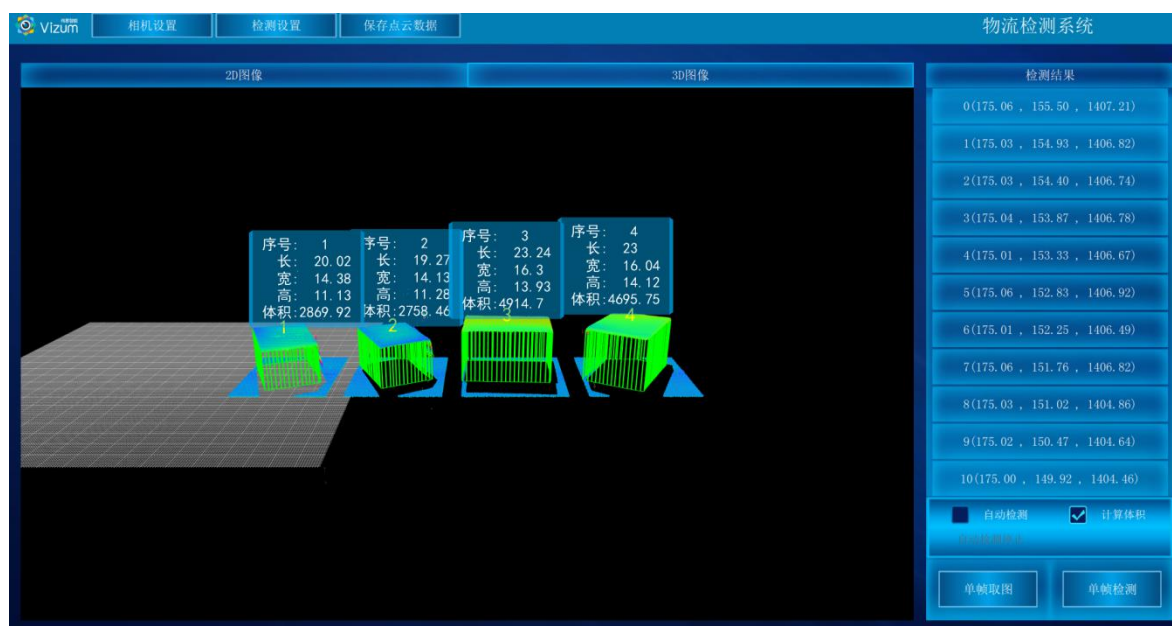 Vizum
相机设置
检测设置
保存点云数据
物流检测系统
2D图像
3D图像
检测结果
序号: 1
长: 20.02
宽: 14.38
高: 11.13
体积:2869.92
1
序号: 2
长: 19.27
宽: 14.13
高: 11.28
体积:2758.46
2
序号: 3
长: 23.24
宽: 16.3
高: 13.93
体积:4914.7
3
序号: 4
长: 23
宽: 16.04
高: 14.12
体积:4695.75
4
0(175.06 , 155.50 , 1407.21)
1(175.03 , 154.93 , 1406.82)
2(175.03 , 154.40 , 1406.74)
3(175.04 , 153.87 , 1406.78)
4(175.01 , 153.33 , 1406.67)
5(175.06 , 152.83 , 1406.92)
6(175.01 , 152.25 , 1406.49)
7(175.06 , 151.76 , 1406.82)
8(175.03 , 151.02 , 1404.86)
9(175.02 , 150.47 , 1404.64)
10(175.00 , 149.92 , 1404.46)
自动检测
计算体积
单帧取图
单帧检测